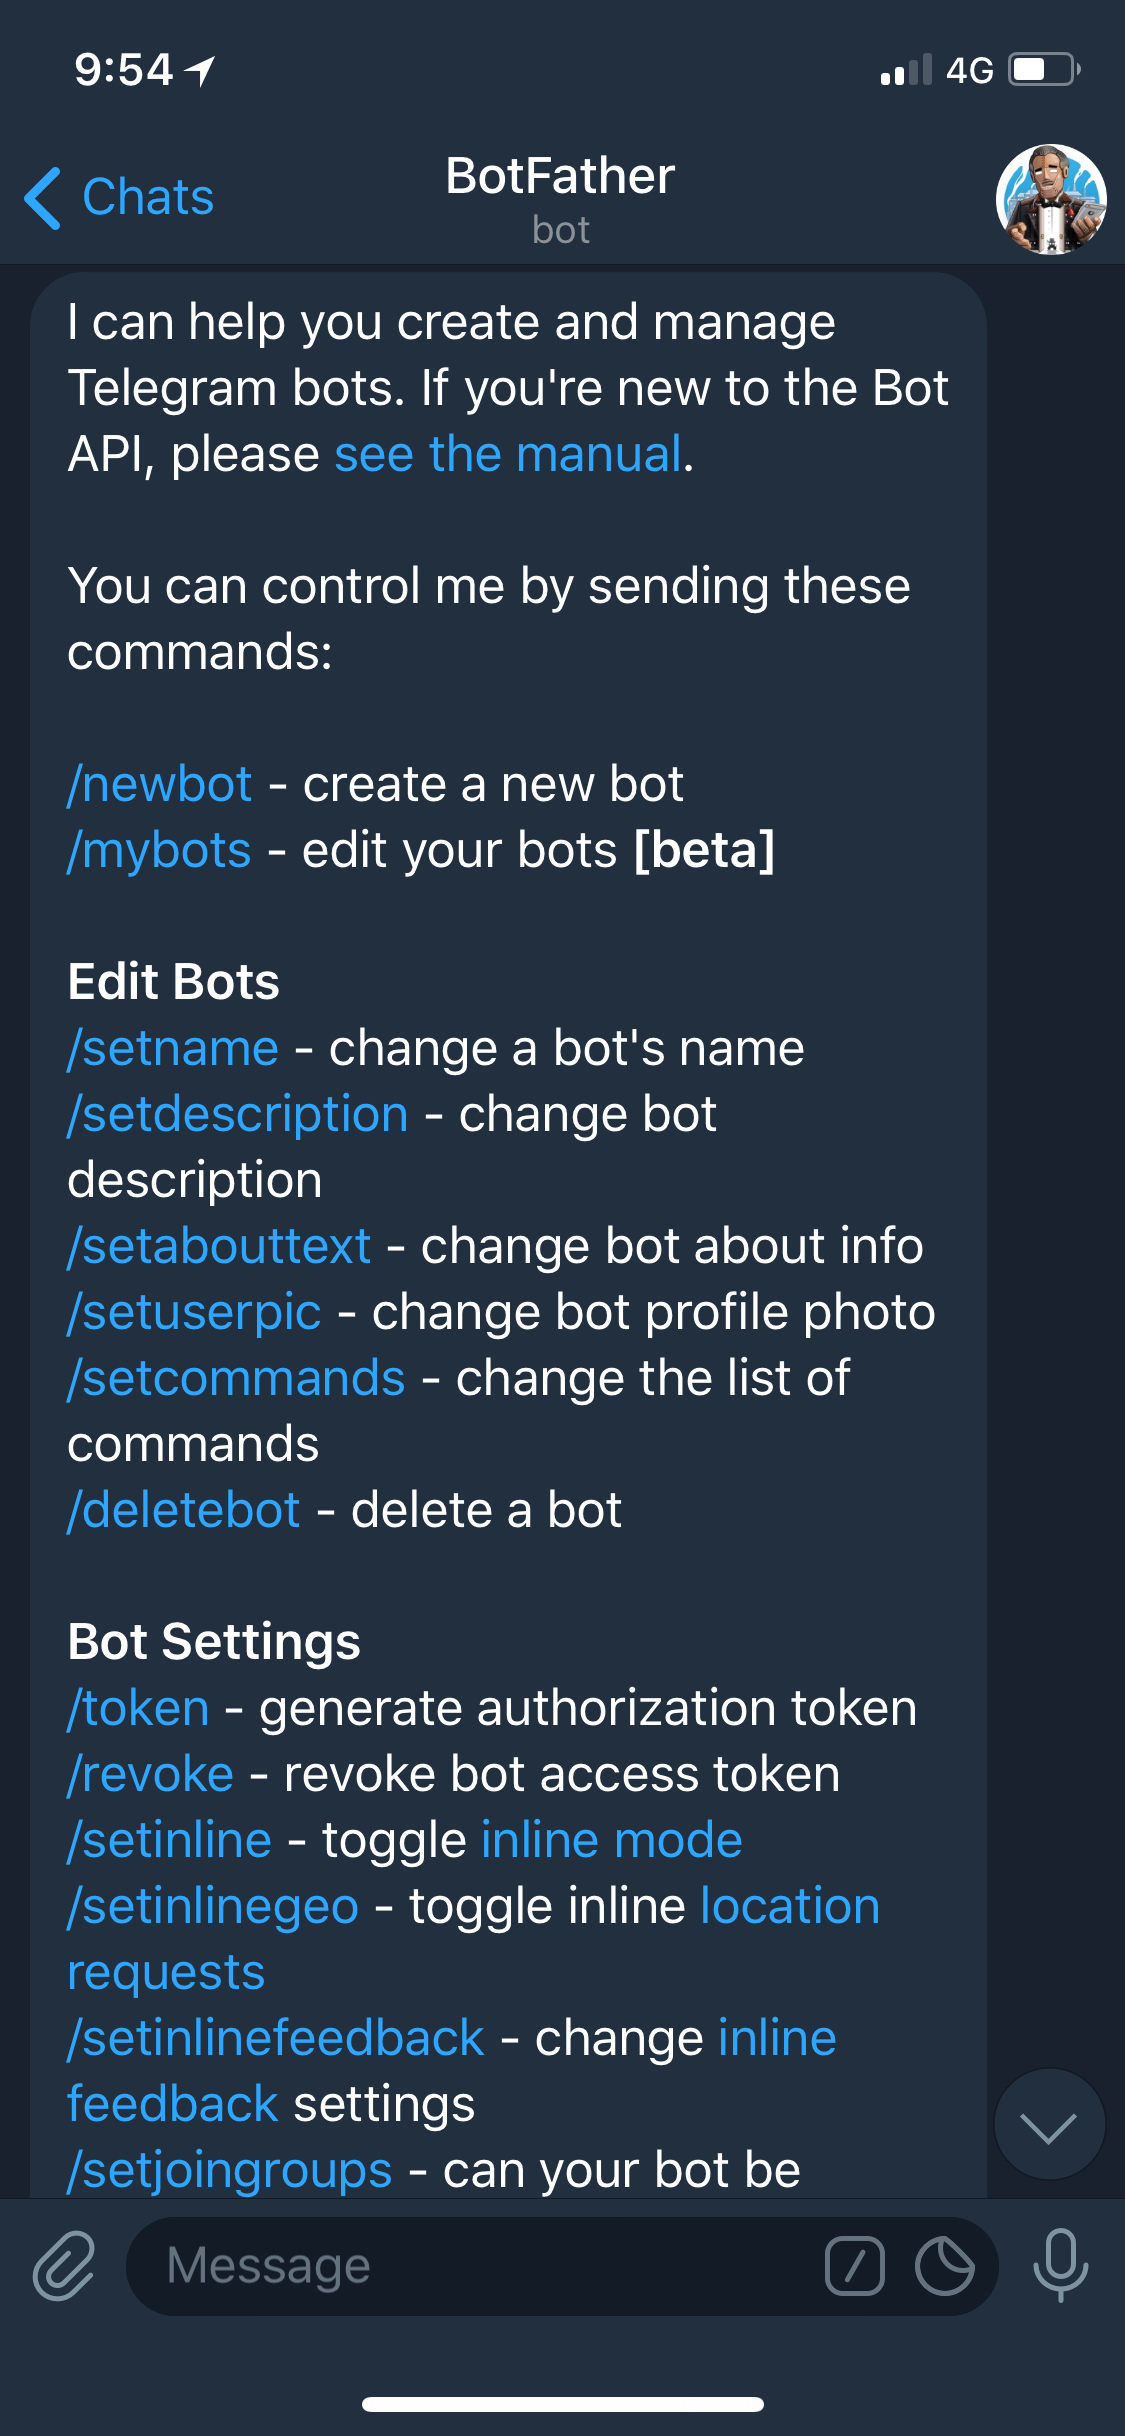 9:54
4G
Chats
BotFather
bot
I can help you create and manage
Telegram bots. If you're new to the Bot
API, please see the manual.
You can control me by sending these
commands:
/newbot - create a new bot
/mybots - edit your bots [beta]
Edit Bots
/setname - change a bot's name
/setdescription - change bot
description
/setabouttext - change bot about info
/setuserpic - change bot profile photo
/setcommands - change the list of
commands
/deletebot - delete a bot
Bot Settings
/token - generate authorization token
/revoke - revoke bot access token
/setinline - toggle inline mode
/setinlinegeo - toggle inline location
requests
/setinlinefeedback - change inline
feedback settings
/setjoingroups - can your bot be
Message